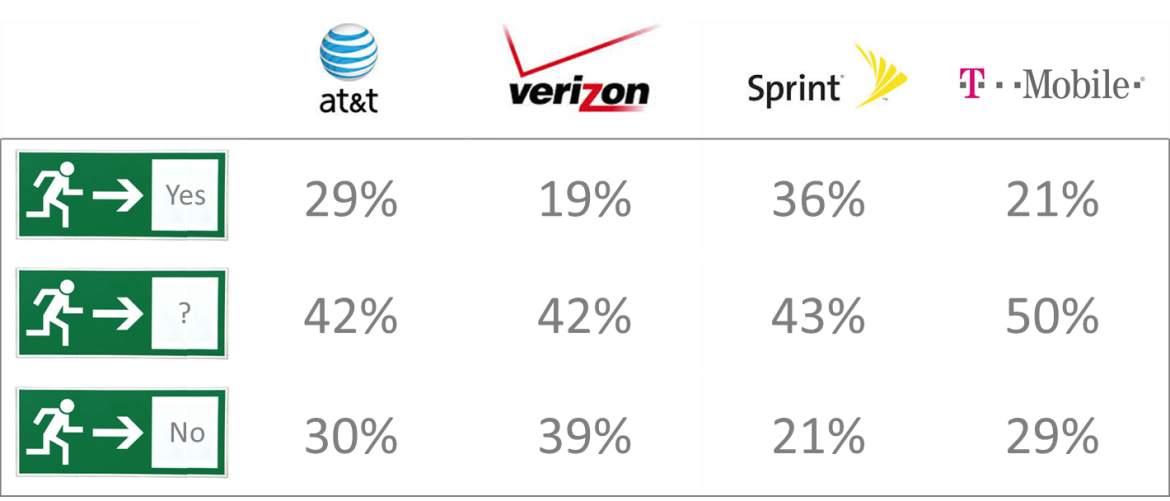 at&t verizon Sprint T··Mobile·
Yes 29% 19% 36% 21%
? 42% 42% 43% 50%
No 30% 39% 21% 29%